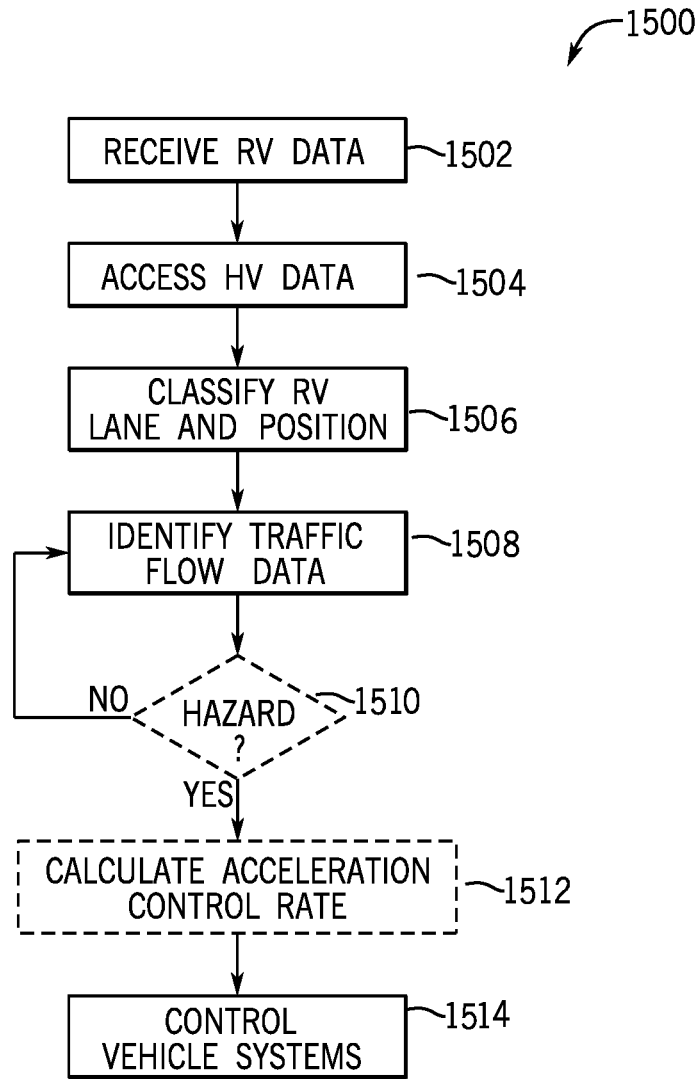 1500
RECEIVE RV DATA
1502
ACCESS HV DATA
1504
CLASSIFY RV
LANE AND POSITION
1506
IDENTIFY TRAFFIC
FLOW DATA
1508
NO
HAZARD
?
1510
YES
CALCULATE ACCELERATION
CONTROL RATE
1512
CONTROL
VEHICLE SYSTEMS
1514